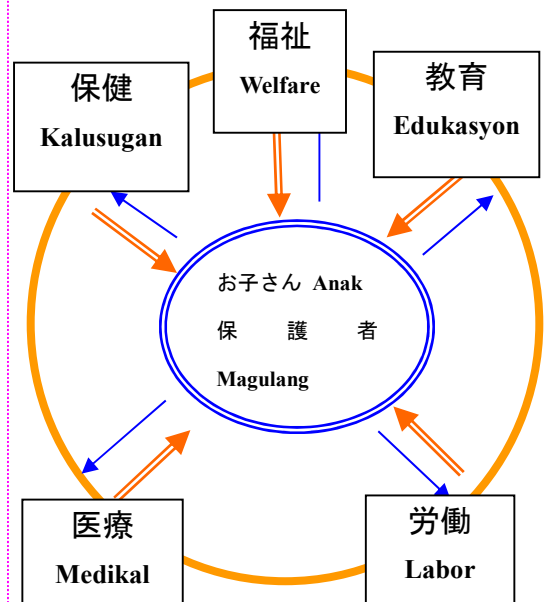 福祉
Welfare
保健
Kalusugan
教育
Edukasyon
お子さん Anak
保 護 者
Magulang
医療
Medikal
労働
Labor